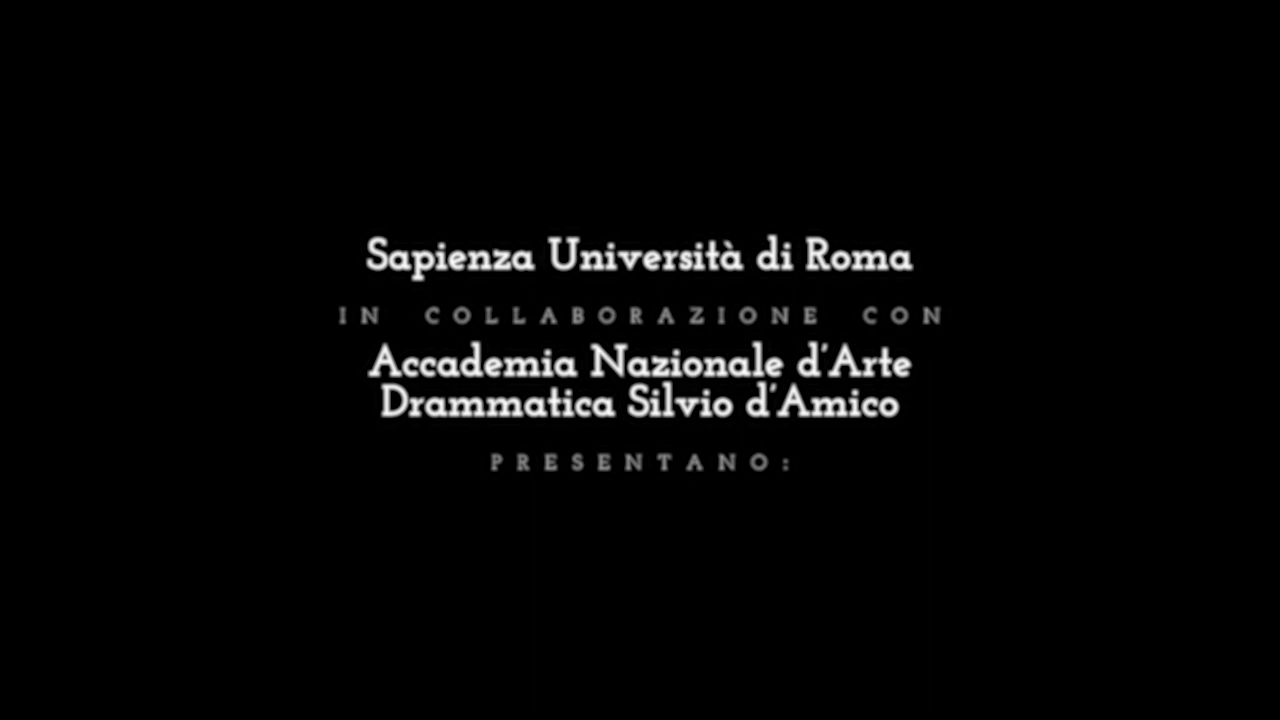 Sapienza Università di Roma
IN COLLABORAZIONE CON
Accademia Nazionale d'Arte
Drammatica Silvio d'Amico
PRESENTANO: